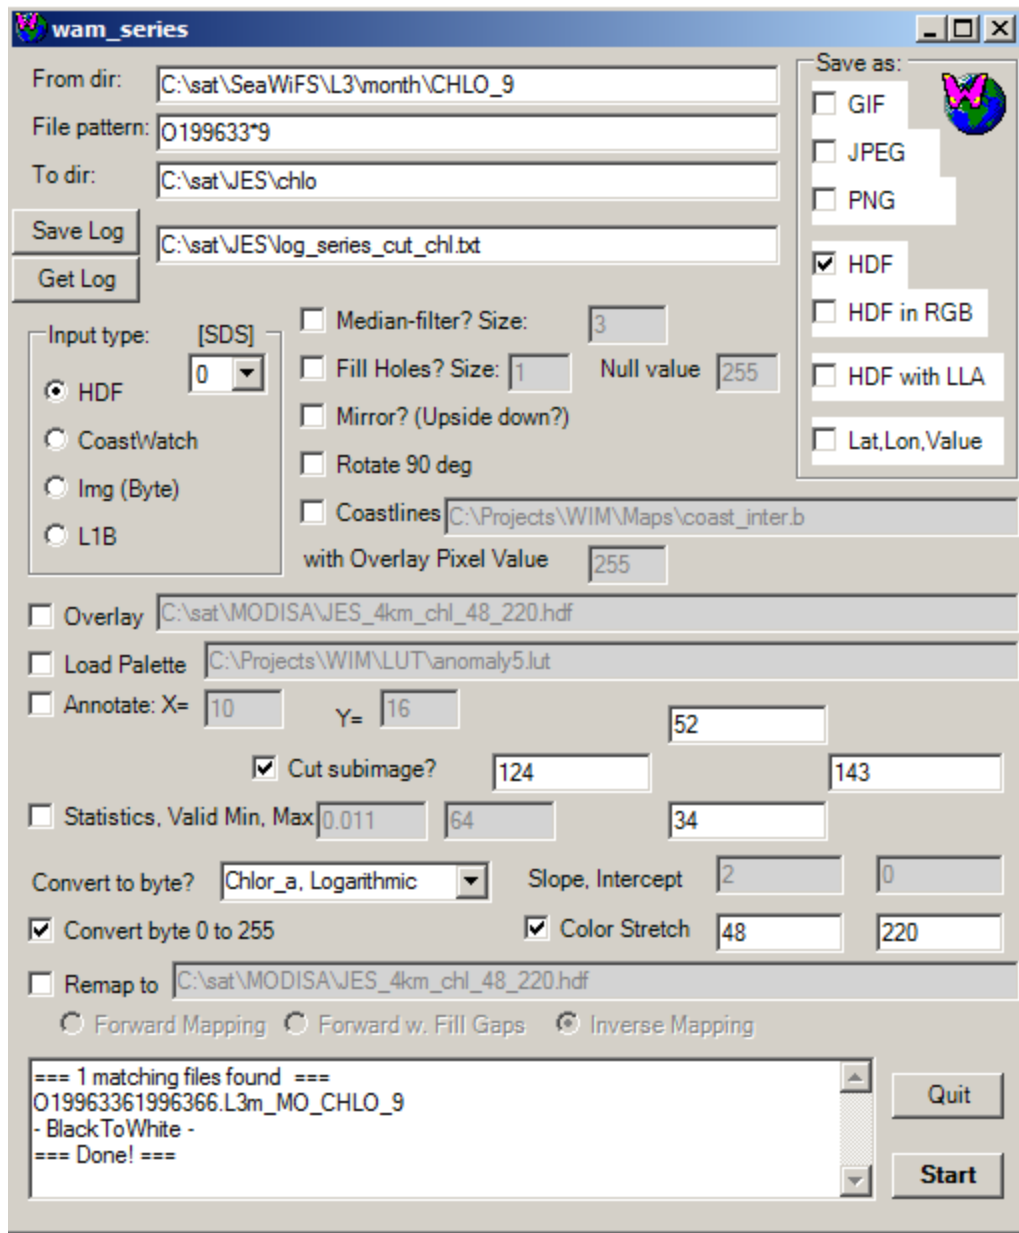 wam_series
From dir: C:\sat\SeaWiFS\L3\month\CHLO_9
File pattern: O199633*9
To dir: C:\sat\JES\chlo
Save Log
C:\sat\JES\log_series_cut_chl.txt
Get Log
Save as:
GIF
JPEG
PNG
HDF
HDF in RGB
HDF with LLA
Lat,Lon,Value
Input type: [SDS]
0
HDF
CoastWatch
Img (Byte)
L1B
Median-filter? Size: 3
Fill Holes? Size: 1 Null value 255
Mirror? (Upside down?)
Rotate 90 deg
Coastlines C:\Projects\WIM\Maps\coast_inter.b
with Overlay Pixel Value 255
Overlay C:\sat\MODISA\JES_4km_chl_48_220.hdf
Load Palette C:\Projects\WIM\LUT\anomaly5.lut
Annotate: X= 10 Y= 16
52
Cut subimage? 124 143
Statistics, Valid Min, Max 0.011 64 34
Convert to byte? Chlor_a, Logarithmic Slope, Intercept 2 0
Convert byte 0 to 255 Color Stretch 48 220
Remap to C:\sat\MODISA\JES_4km_chl_48_220.hdf
Forward Mapping Forward w. Fill Gaps Inverse Mapping
=== 1 matching files found ===
O19963361996366.L3m_MO_CHLO_9
- BlackToWhite -
=== Done! ===
Quit
Start